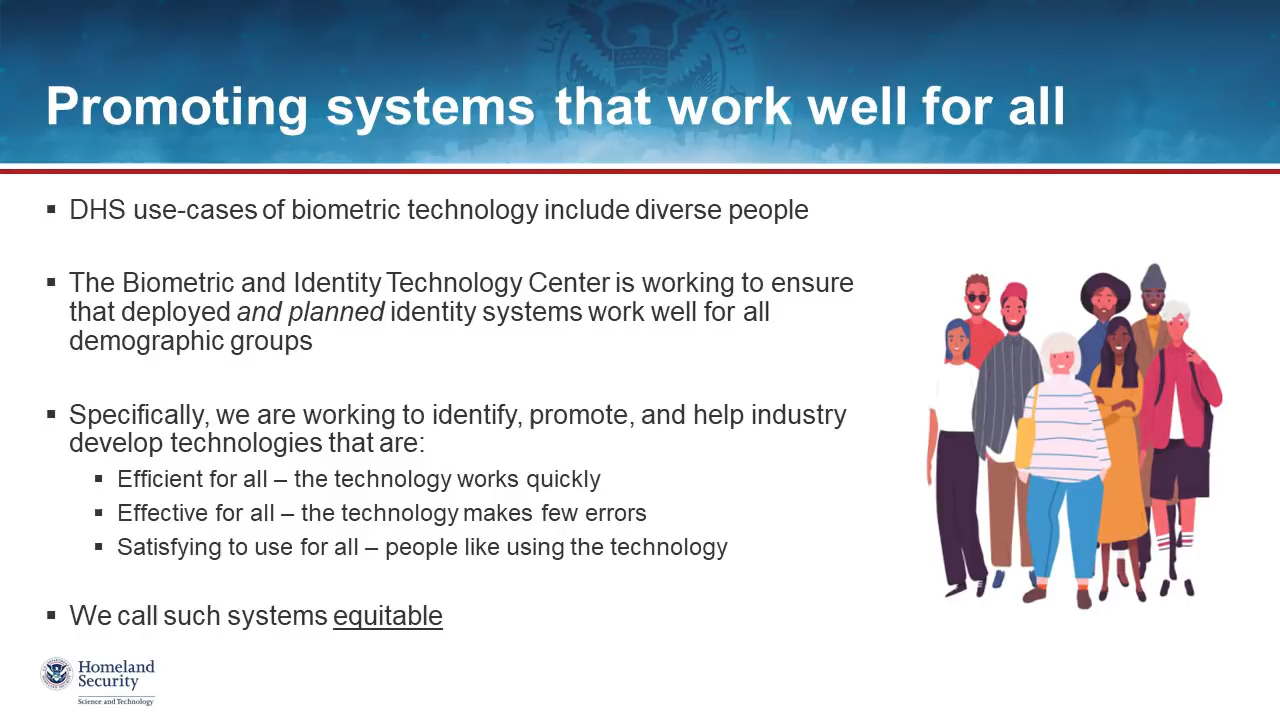 Promoting systems that work well for all
▪ DHS use-cases of biometric technology include diverse people
▪ The Biometric and Identity Technology Center is working to ensure
that deployed and planned identity systems work well for all
demographic groups
▪ Specifically, we are working to identify, promote, and help industry
develop technologies that are:
▪ Efficient for all – the technology works quickly
▪ Effective for all – the technology makes few errors
▪ Satisfying to use for all – people like using the technology
▪ We call such systems equitable
Homeland
Security
Science and Technology